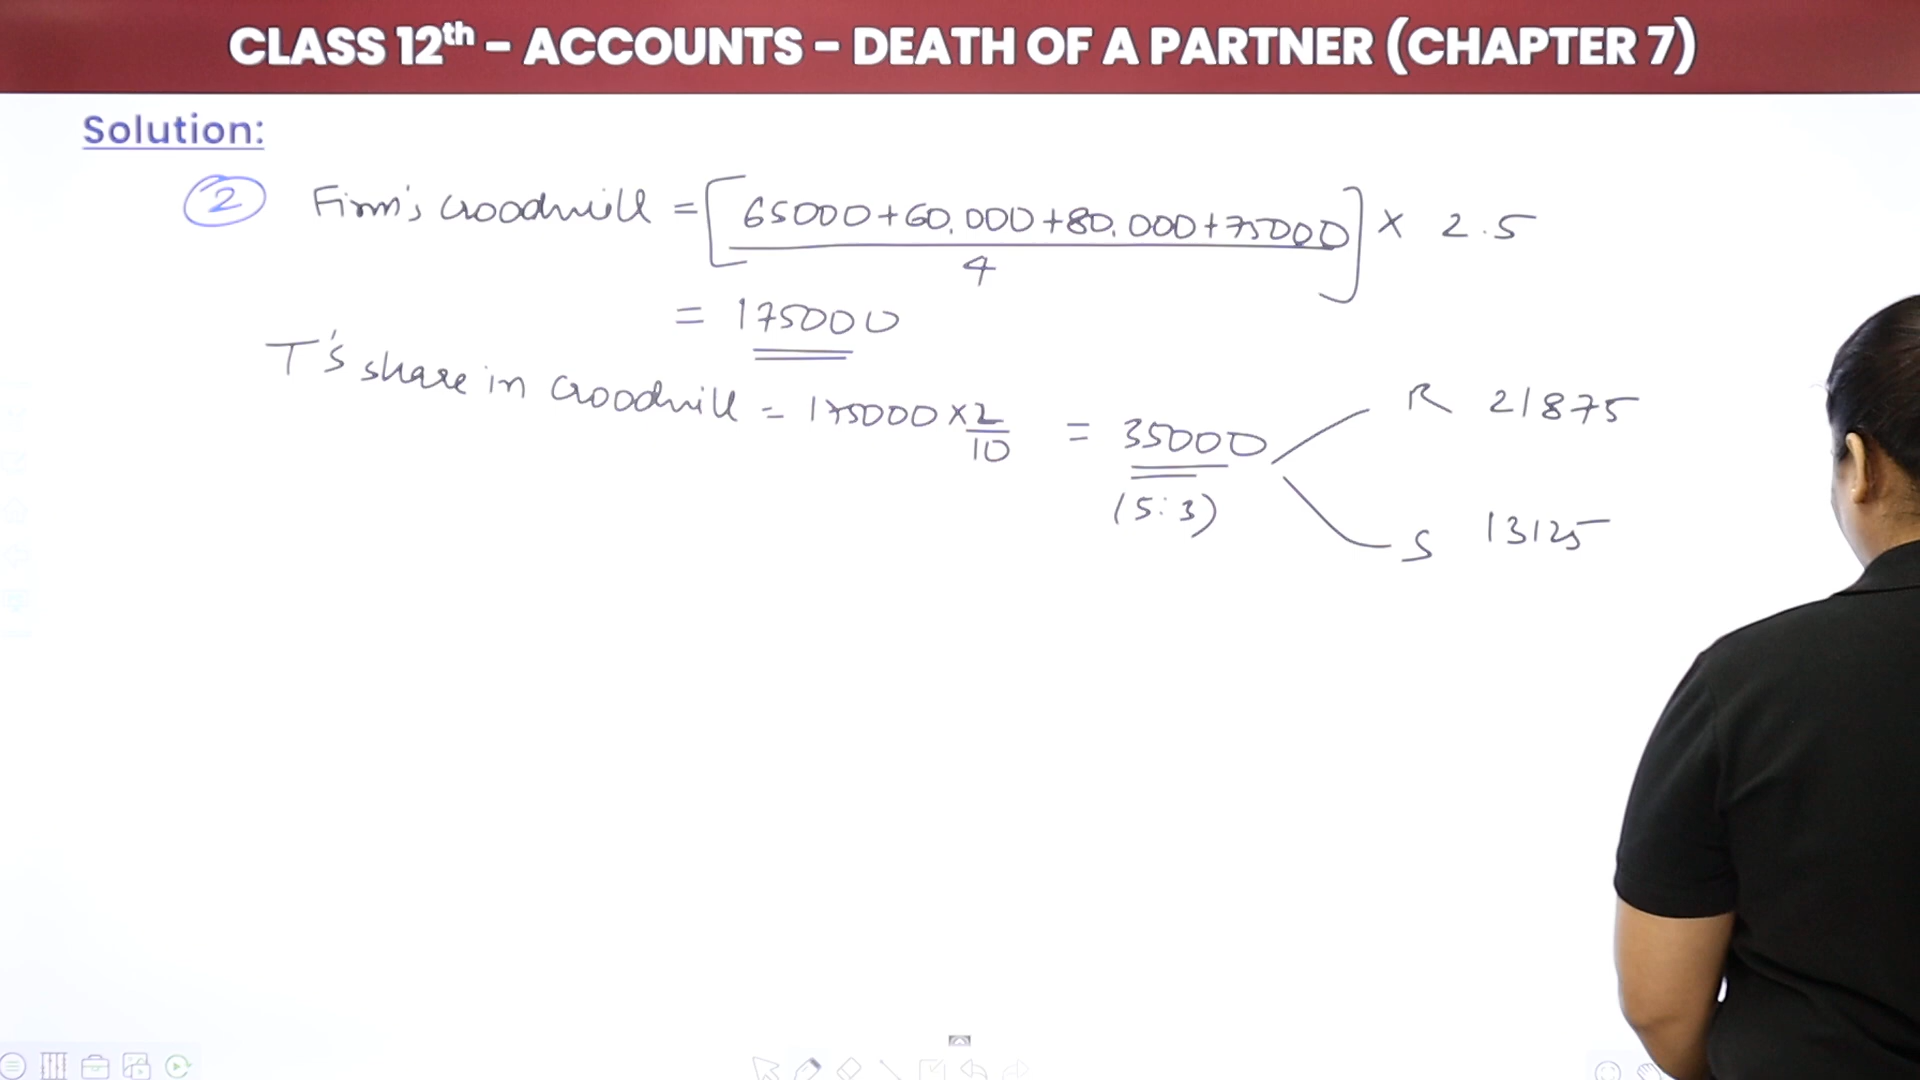 CLASS 12th – ACCOUNTS – DEATH OF A PARTNER (CHAPTER 7)
Solution:
2 Firm's Goodwill = [65000+60,000+80,000+75000 / 4] × 2.5
= 175000
T's share in Goodwill = 175000 × 2/10 = 35000
(5:3)
R 21875
S 13125